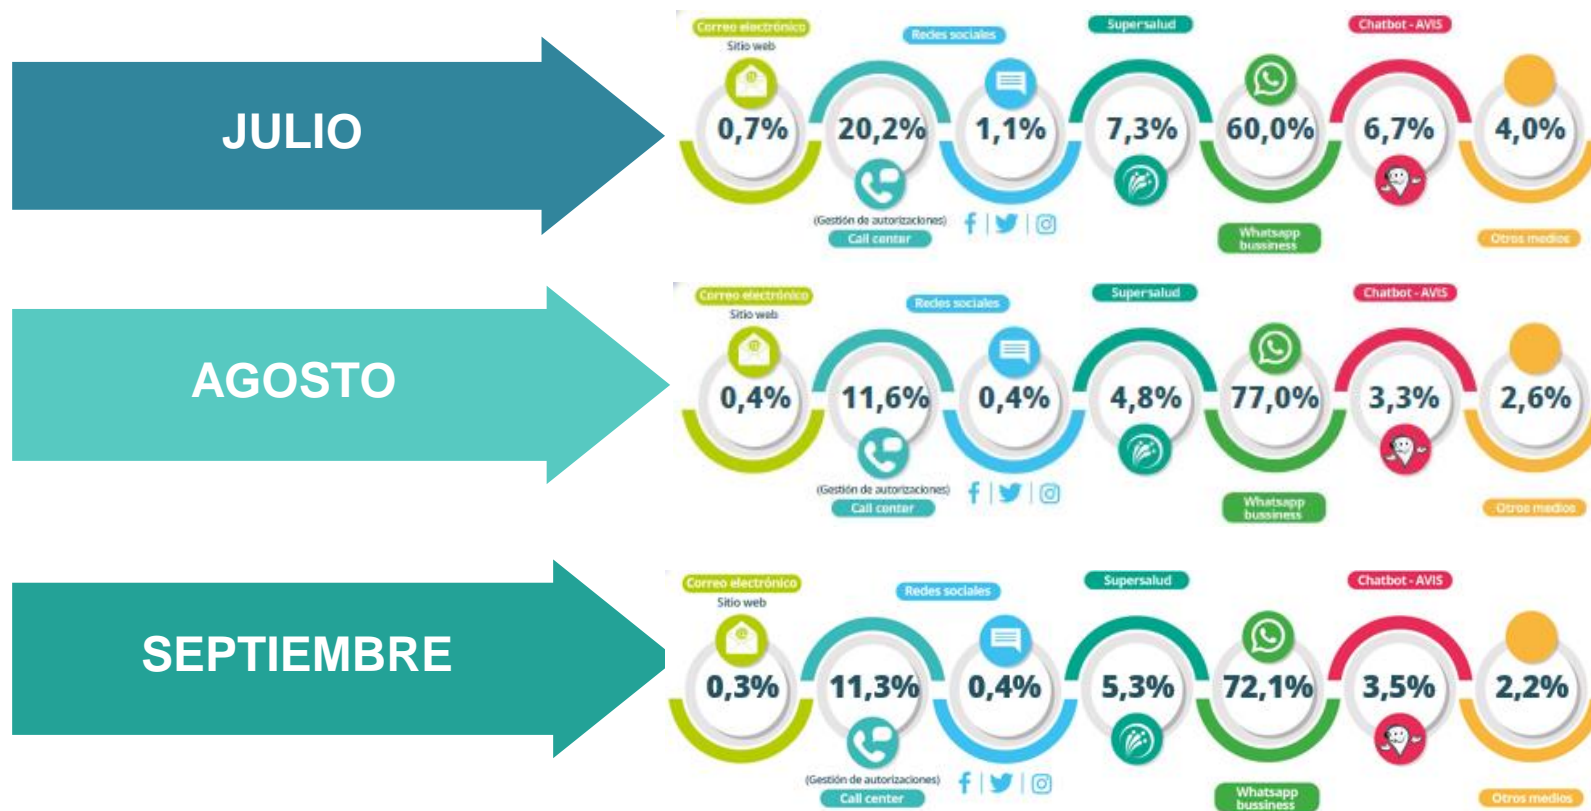 JULIO
Correo electrónico
Sitio web
Redes sociales
Supersalud
Chatbot - AVIS
0,7%
20,2%
1,1%
7,3%
60,0%
6,7%
4,0%
(Gestión de autorizaciones)
Call center
Whatsapp
bussiness
Otros medios
AGOSTO
Correo electrónico
Sitio web
Redes sociales
Supersalud
Chatbot - AVIS
0,4%
11,6%
0,4%
4,8%
77,0%
3,3%
2,6%
(Gestión de autorizaciones)
Call center
Whatsapp
bussiness
Otros medios
SEPTIEMBRE
Correo electrónico
Sitio web
Redes sociales
Supersalud
Chatbot - AVIS
0,3%
11,3%
0,4%
5,3%
72,1%
3,5%
2,2%
(Gestión de autorizaciones)
Call center
Whatsapp
bussiness
Otros medios